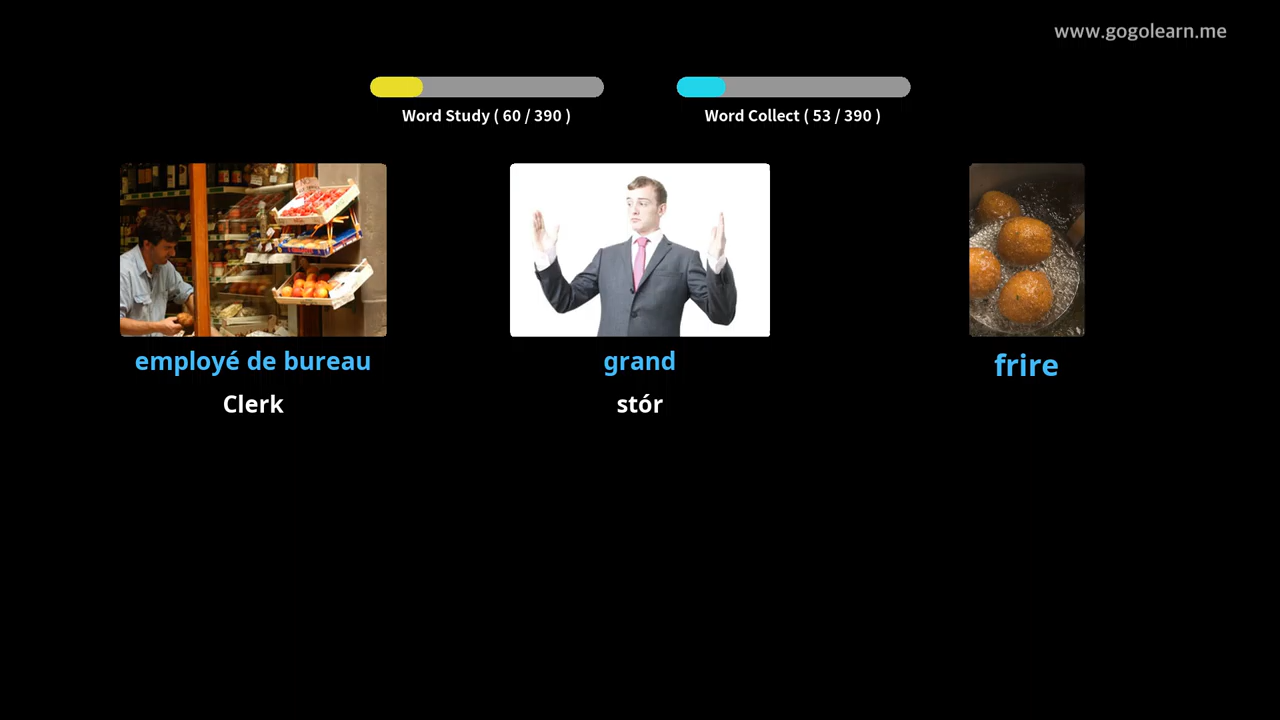 www.gogolearn.me
Word Study ( 60 / 390 )
Word Collect ( 53 / 390 )
employé de bureau
grand
frire
Clerk
stór